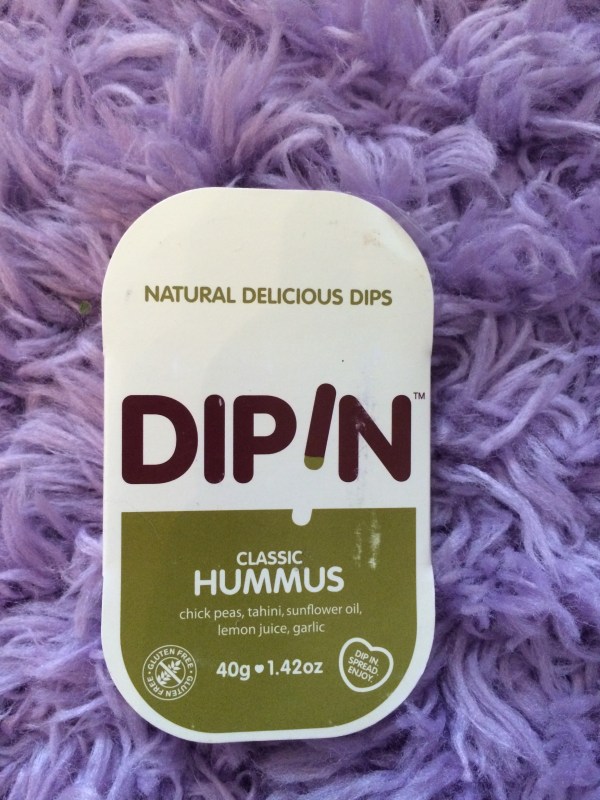 NATURAL DELICIOUS DIPS
DIP!N™
CLASSIC
HUMMUS
chick peas, tahini, sunflower oil,
lemon juice, garlic
GLUTEN FREE • GLUTEN FREE •
40g ♥ 1.42oz
DIP IN.
SPREAD.
ENJOY.